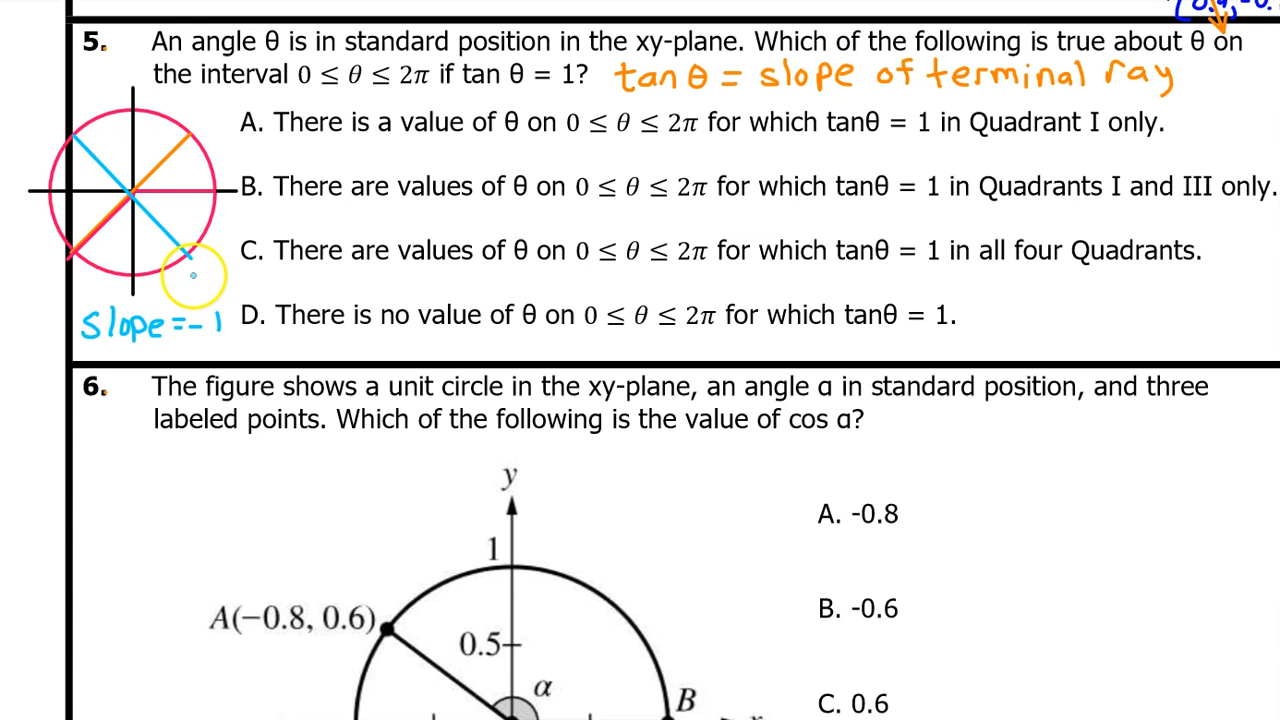 5. An angle θ is in standard position in the xy-plane. Which of the following is true about θ on
the interval 0 ≤ θ ≤ 2π if tan θ = 1? tan θ = slope of terminal ray
A. There is a value of θ on 0 ≤ θ ≤ 2π for which tanθ = 1 in Quadrant I only.
B. There are values of θ on 0 ≤ θ ≤ 2π for which tanθ = 1 in Quadrants I and III only.
C. There are values of θ on 0 ≤ θ ≤ 2π for which tanθ = 1 in all four Quadrants.
slope = -1
D. There is no value of θ on 0 ≤ θ ≤ 2π for which tanθ = 1.
6. The figure shows a unit circle in the xy-plane, an angle α in standard position, and three
labeled points. Which of the following is the value of cos α?
y
A. -0.8
1
A(−0.8, 0.6)
B. -0.6
0.5
α
B
C. 0.6